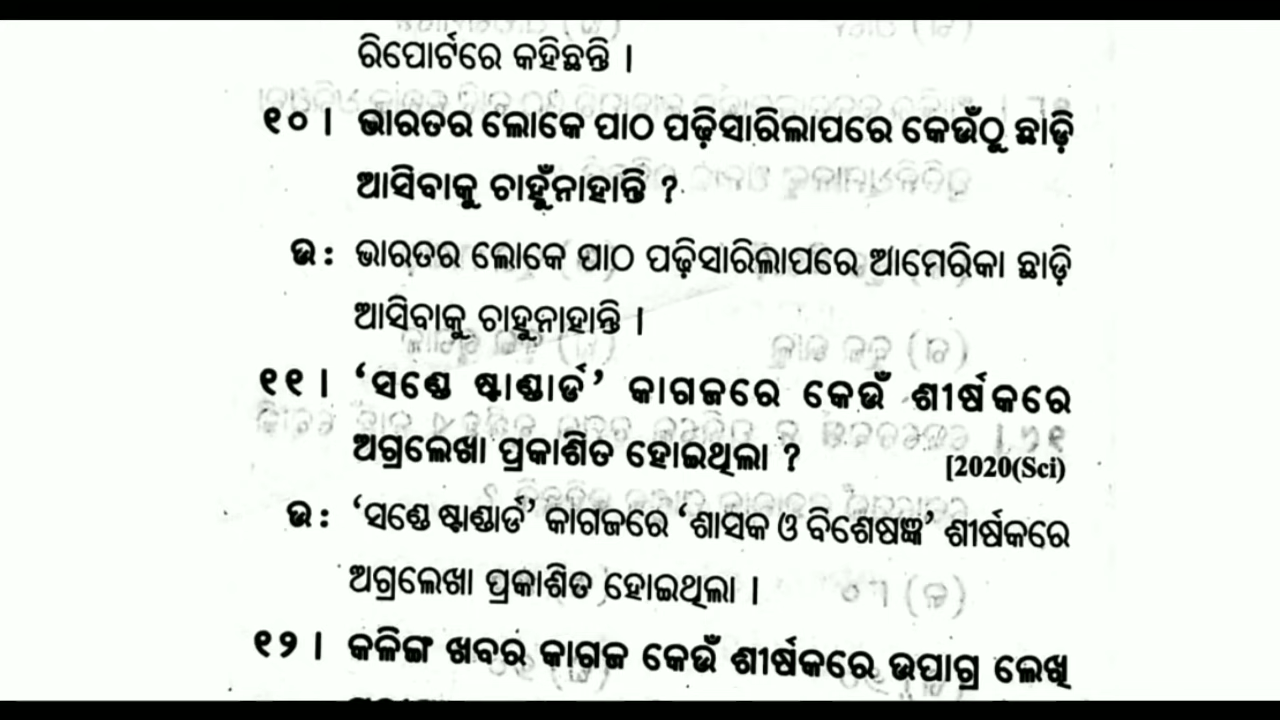 ରିପୋର୍ଟରେ କହିଛନ୍ତି ।
୧୦ । ଭାରତର ଲୋକେ ପାଠ ପଢ଼ିସାରିଲାପରେ କେଉଁଠୁ ଛାଡ଼ି
ଆସିବାକୁ ଚାହୁଁନାହାନ୍ତି ?
ଉ : ଭାରତର ଲୋକେ ପାଠ ପଢ଼ିସାରିଲାପରେ ଆମେରିକା ଛାଡ଼ି
ଆସିବାକୁ ଚାହୁନାହାନ୍ତି ।
୧୧ । ‘ସଣ୍ଡେ ଷ୍ଟାଣ୍ଡାର୍ଡ’ କାଗଜରେ କେଉଁ ଶୀର୍ଷକରେ
ଅଗ୍ରଲେଖା ପ୍ରକାଶିତ ହୋଇଥିଲା ? [2020(Sci)
ଉ : ‘ସଣ୍ଡେ ଷ୍ଟାଣ୍ଡାର୍ଡ’ କାଗଜରେ ‘ଶାସକ ଓ ବିଶେଷଜ୍ଞ’ ଶୀର୍ଷକରେ
ଅଗ୍ରଲେଖା ପ୍ରକାଶିତ ହୋଇଥିଲା ।
୧୨ । କଳିଙ୍ଗ ଖବର କାଗଜ କେଉଁ ଶୀର୍ଷକରେ ଉପାଗ୍ର ଲେଖି